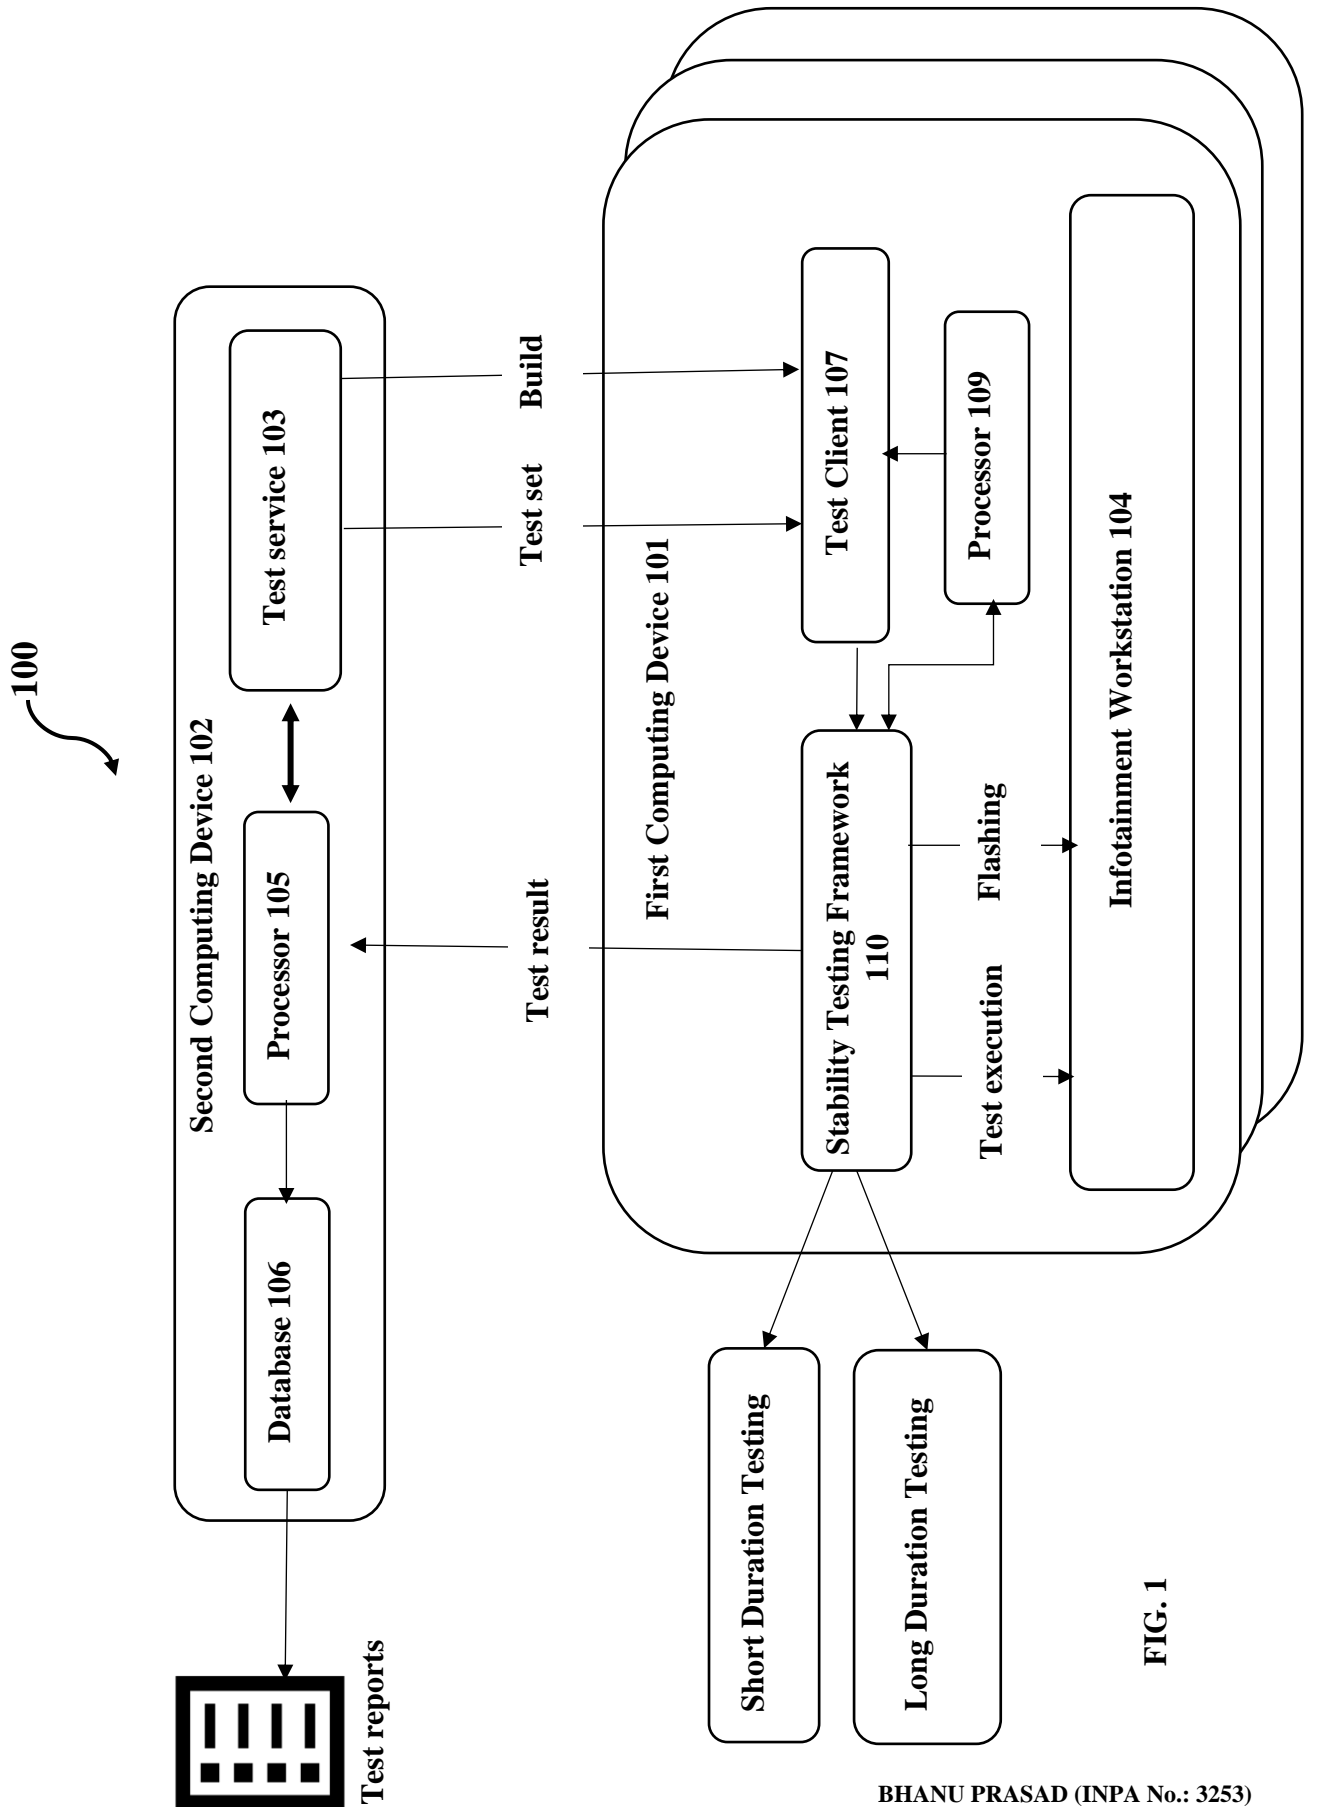 100
Second Computing Device 102
Database 106
Processor 105
Test service 103
Test reports
Test result
Test set
Build
First Computing Device 101
Short Duration Testing
Long Duration Testing
Stability Testing Framework
110
Test Client 107
Processor 109
Test execution
Flashing
Infotainment Workstation 104
FIG. 1
BHANU PRASAD (INPA No.: 3253)